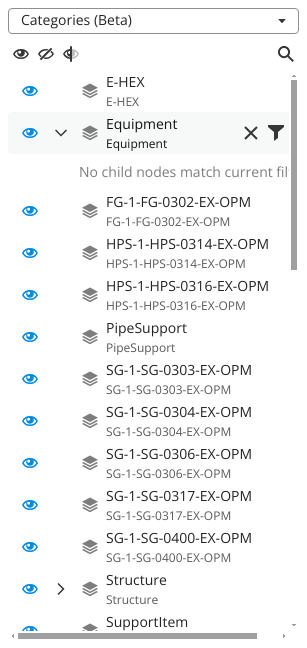 Categories (Beta)
E-HEX
E-HEX
Equipment
Equipment
No child nodes match current fil
FG-1-FG-0302-EX-OPM
FG-1-FG-0302-EX-OPM
HPS-1-HPS-0314-EX-OPM
HPS-1-HPS-0314-EX-OPM
HPS-1-HPS-0316-EX-OPM
HPS-1-HPS-0316-EX-OPM
PipeSupport
PipeSupport
SG-1-SG-0303-EX-OPM
SG-1-SG-0303-EX-OPM
SG-1-SG-0304-EX-OPM
SG-1-SG-0304-EX-OPM
SG-1-SG-0306-EX-OPM
SG-1-SG-0306-EX-OPM
SG-1-SG-0317-EX-OPM
SG-1-SG-0317-EX-OPM
SG-1-SG-0400-EX-OPM
SG-1-SG-0400-EX-OPM
Structure
Structure
SupportItem